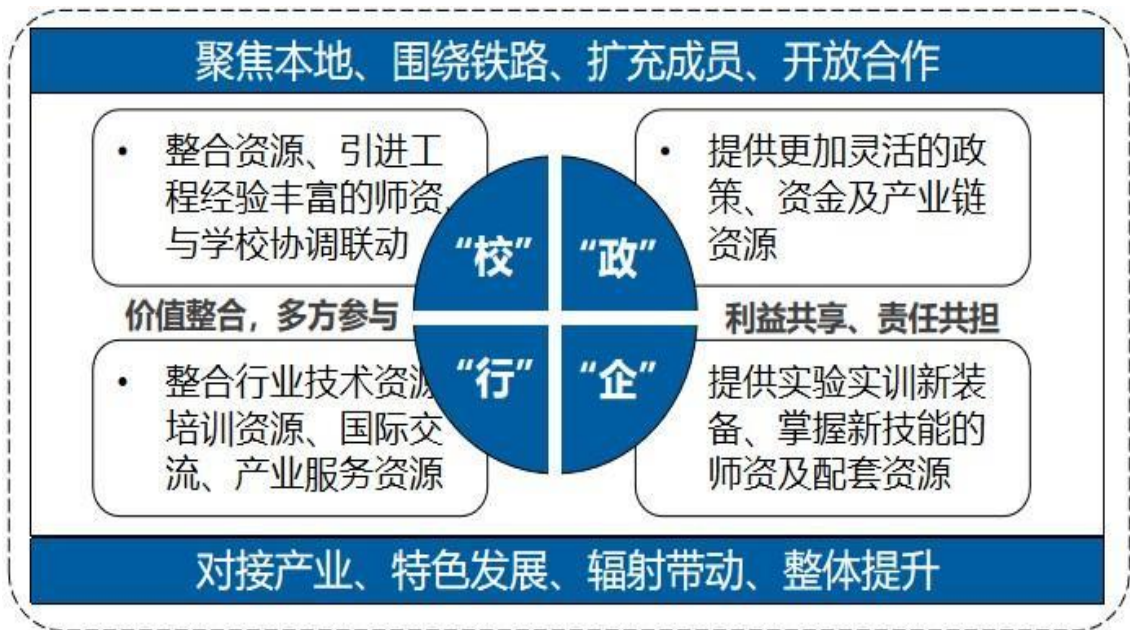 聚焦本地、围绕铁路、扩充成员、开放合作
• 整合资源、引进工
程经验丰富的师资,
与学校协调联动
• 提供更加灵活的政
策、资金及产业链
资源
“校”
“政”
价值整合，多方参与
利益共享、责任共担
“行”
“企”
• 整合行业技术资源
培训资源、国际交
流、产业服务资源
提供实验实训新装
备、掌握新技能的
师资及配套资源
对接产业、特色发展、辐射带动、整体提升